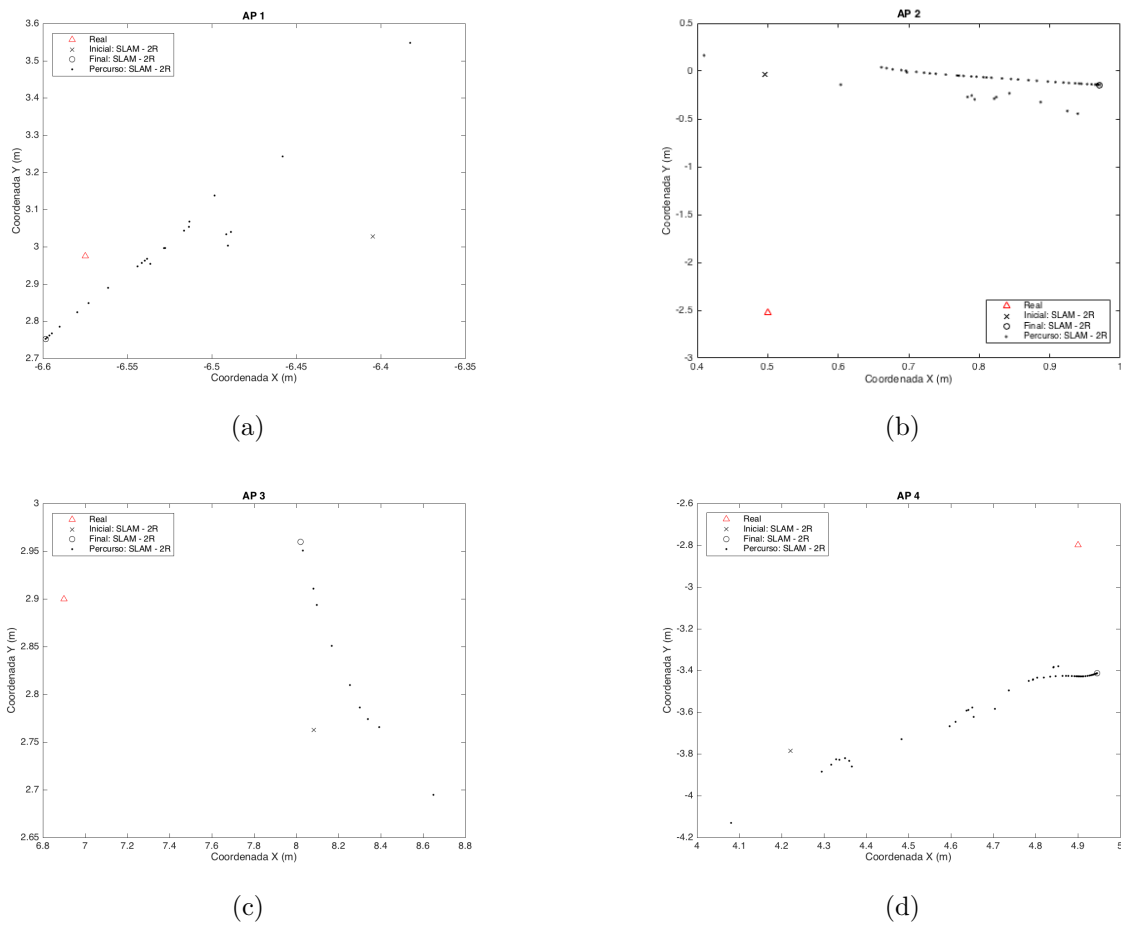 AP 1
Real
Inicial: SLAM - 2R
Final: SLAM - 2R
Percurso: SLAM - 2R
3.6
3.5
3.4
3.3
3.2
3.1
3
2.9
2.8
2.7
Coordenada Y (m)
-6.6
-6.55
-6.5
-6.45
-6.4
-6.35
Coordenada X (m)
(a)
AP 2
0.5
0
-0.5
-1
-1.5
-2
-2.5
-3
Coordenada Y (m)
Real
Inicial: SLAM - 2R
Final: SLAM - 2R
Percurso: SLAM - 2R
0.4
0.5
0.6
0.7
0.8
0.9
1
Coordenada X (m)
(b)
AP 3
Real
Inicial: SLAM - 2R
Final: SLAM - 2R
Percurso: SLAM - 2R
3
2.95
2.9
2.85
2.8
2.75
2.7
2.65
Coordenada Y (m)
6.8
7
7.2
7.4
7.6
7.8
8
8.2
8.4
8.6
8.8
Coordenada X (m)
(c)
AP 4
Real
Inicial: SLAM - 2R
Final: SLAM - 2R
Percurso: SLAM - 2R
-2.6
-2.8
-3
-3.2
-3.4
-3.6
-3.8
-4
-4.2
Coordenada Y (m)
4
4.1
4.2
4.3
4.4
4.5
4.6
4.7
4.8
4.9
5
Coordenada X (m)
(d)